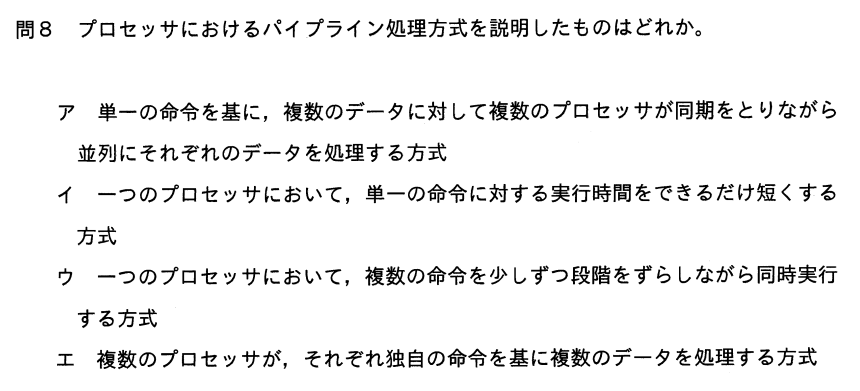 問８　プロセッサにおけるパイプライン処理方式を説明したものはどれか。
ア　単一の命令を基に，複数のデータに対して複数のプロセッサが同期をとりながら
並列にそれぞれのデータを処理する方式
イ　一つのプロセッサにおいて，単一の命令に対する実行時間をできるだけ短くする
方式
ウ　一つのプロセッサにおいて，複数の命令を少しずつ段階をずらしながら同時実行
する方式
エ　複数のプロセッサが，それぞれ独自の命令を基に複数のデータを処理する方式